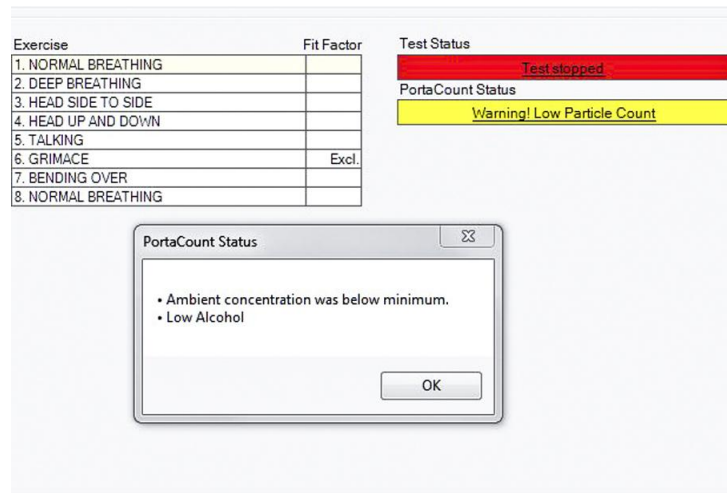 Exercise Fit Factor
1. NORMAL BREATHING
2. DEEP BREATHING
3. HEAD SIDE TO SIDE
4. HEAD UP AND DOWN
5. TALKING
6. GRIMACE Excl.
7. BENDING OVER
8. NORMAL BREATHING
Test Status
Test stopped
PortaCount Status
Warning! Low Particle Count
PortaCount Status
• Ambient concentration was below minimum.
• Low Alcohol
OK